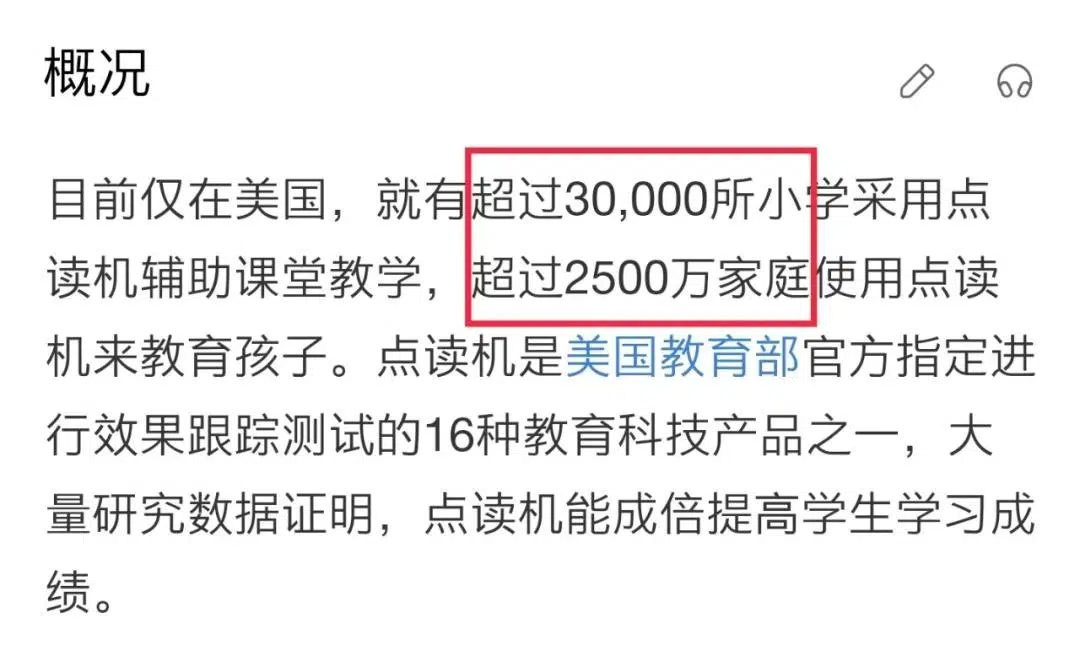 概况
目前仅在美国，就有超过30,000所小学采用点
读机辅助课堂教学，超过2500万家庭使用点读
机来教育孩子。点读机是美国教育部官方指定进
行效果跟踪测试的16种教育科技产品之一，大
量研究数据证明，点读机能成倍提高学生学习成
绩。